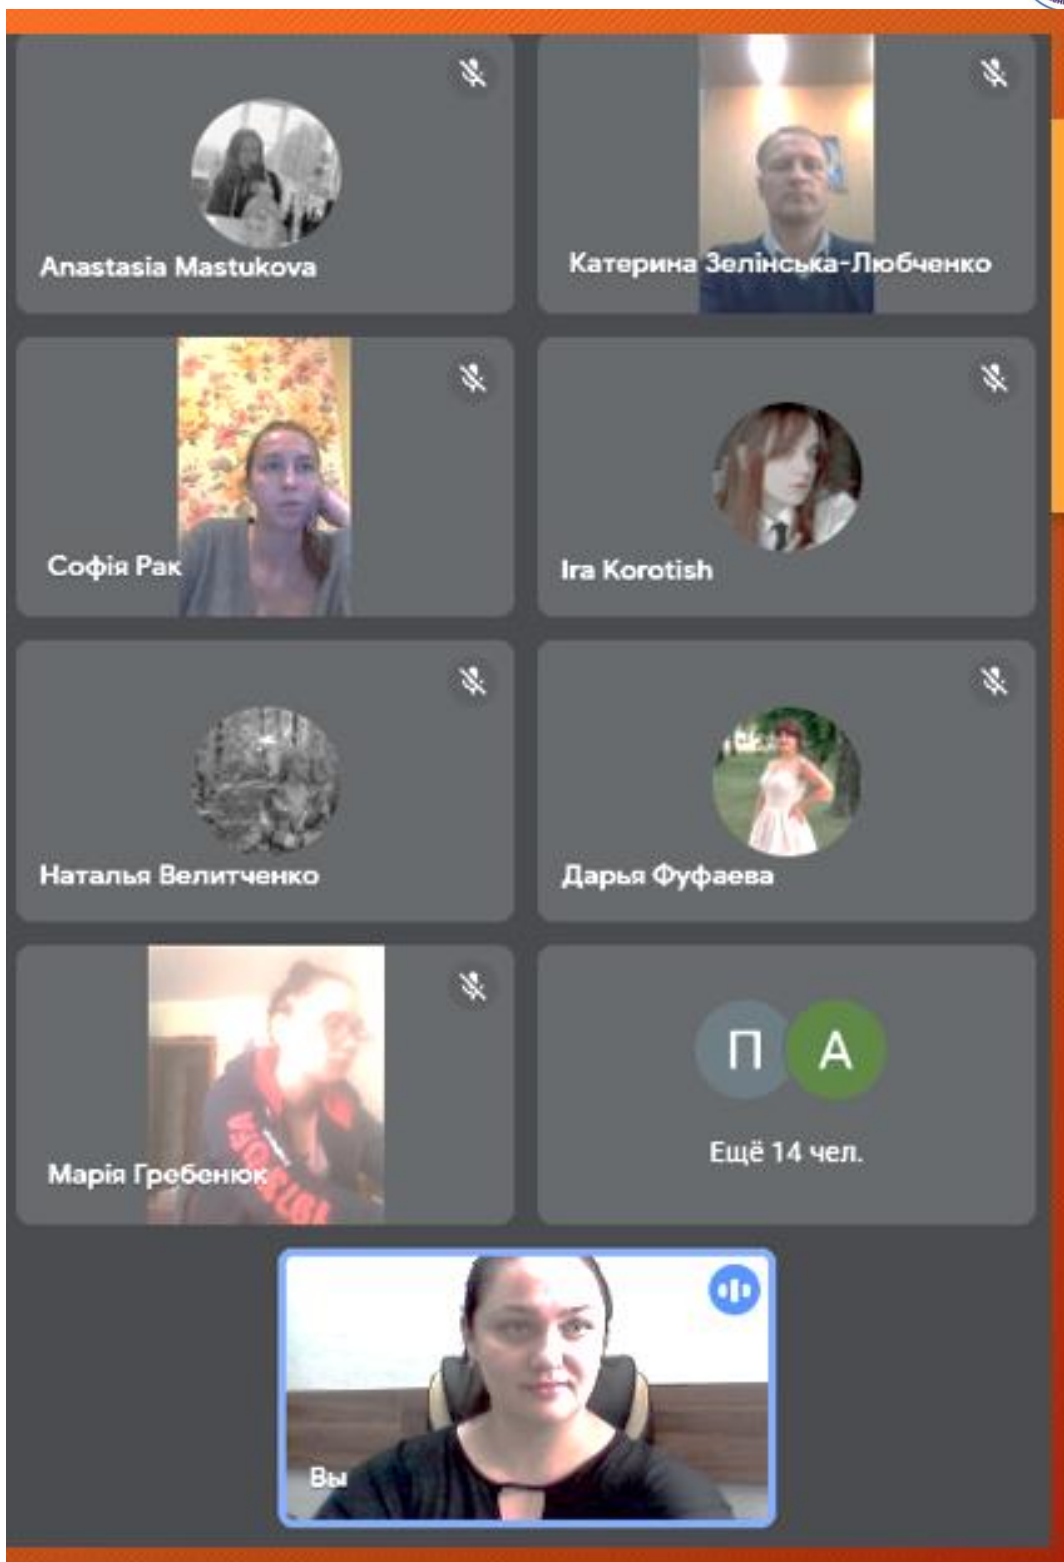 Anastasia Mastukova
Катерина Зелінська-Любченко
Софія Рак
Ira Korotish
Наталья Велитченко
Дарья Фуфаева
Марія Гребенюк
П А
Ещё 14 чел.
Вы